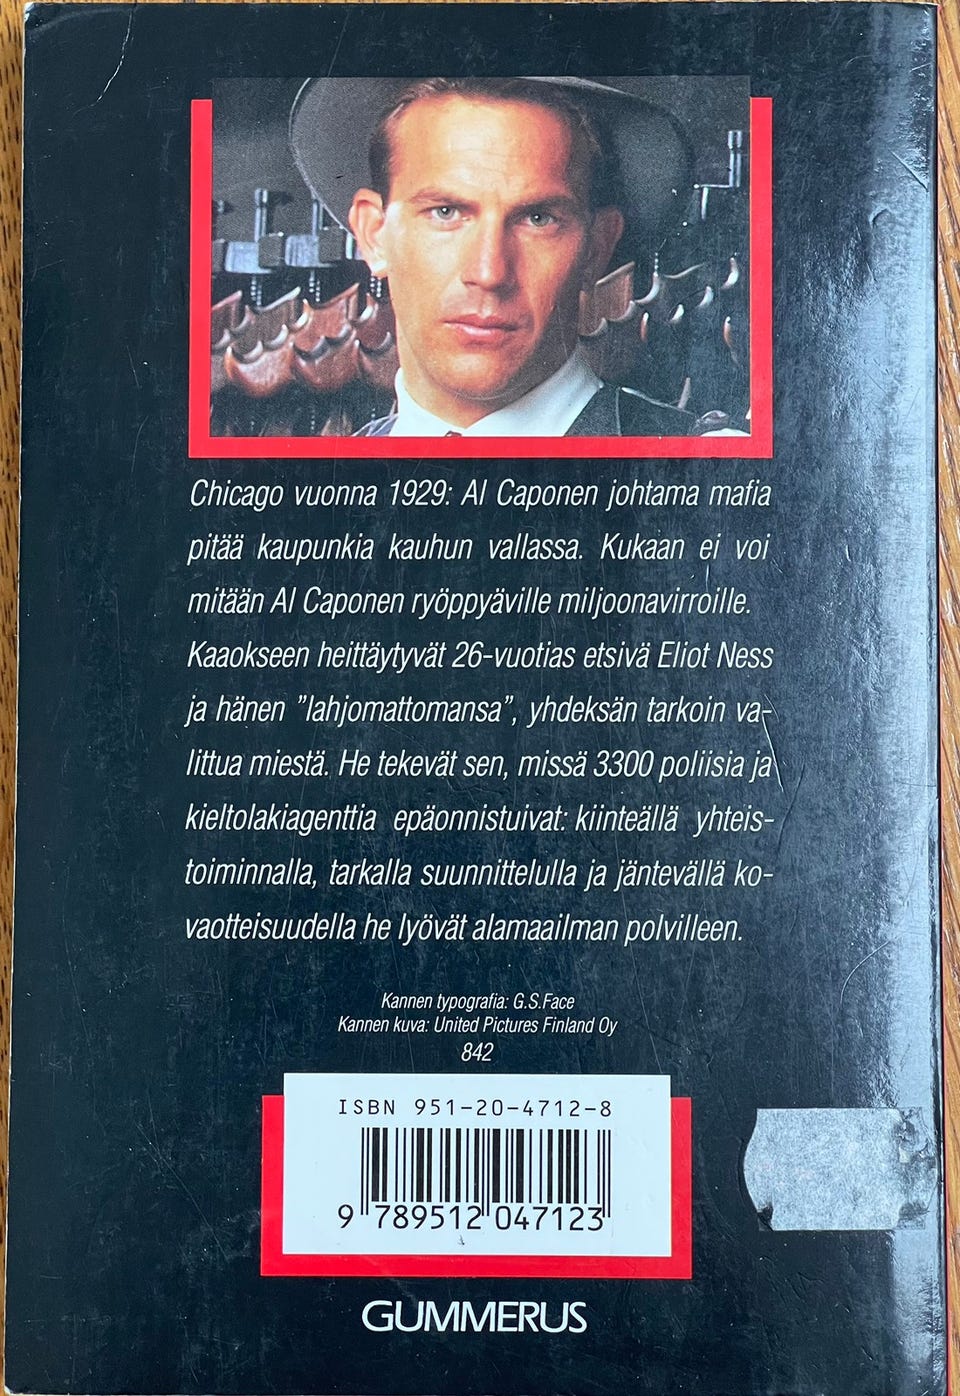 Chicago vuonna 1929: Al Caponen johtama mafia
pitää kaupunkia kauhun vallassa. Kukaan ei voi
mitään Al Caponen ryöppyäville miljoonavirroille.
Kaaokseen heittäytyvät 26-vuotias etsivä Eliot Ness
ja hänen ”lahjomattomansa”, yhdeksän tarkoin va-
littua miestä. He tekevät sen, missä 3300 poliisia ja
kieltolakiagenttia epäonnistuivat: kiinteällä yhteis-
toiminnalla, tarkalla suunnittelulla ja jäntevällä ko-
vaotteisuudella he lyövät alamaailman polvilleen.
Kannen typografia: G.S.Face
Kannen kuva: United Pictures Finland Oy
842
ISBN 951-20-4712-8
9 789512 047123
GUMMERUS